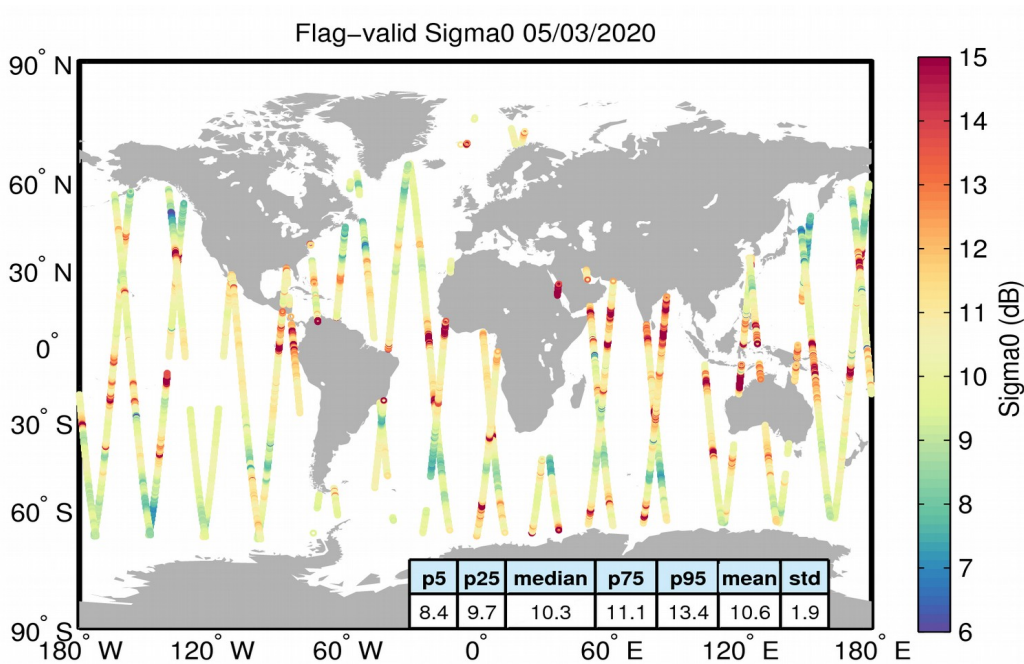 Flag-valid Sigma0 05/03/2020
90° N
60° N
30° N
0°
30° S
60° S
90° S
180° W
120° W
60° W
0°
60° E
120° E
180° E
p5 p25 median p75 p95 mean std
8.4 9.7 10.3 11.1 13.4 10.6 1.9
15
14
13
12
11
10
9
8
7
6
Sigma0 (dB)